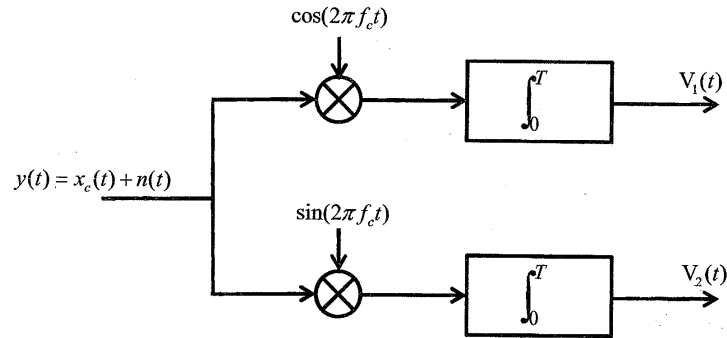 cos(2πf_c t)
∫_0^T
V_1(t)
y(t) = x_c(t) + n(t)
sin(2πf_c t)
∫_0^T
V_2(t)